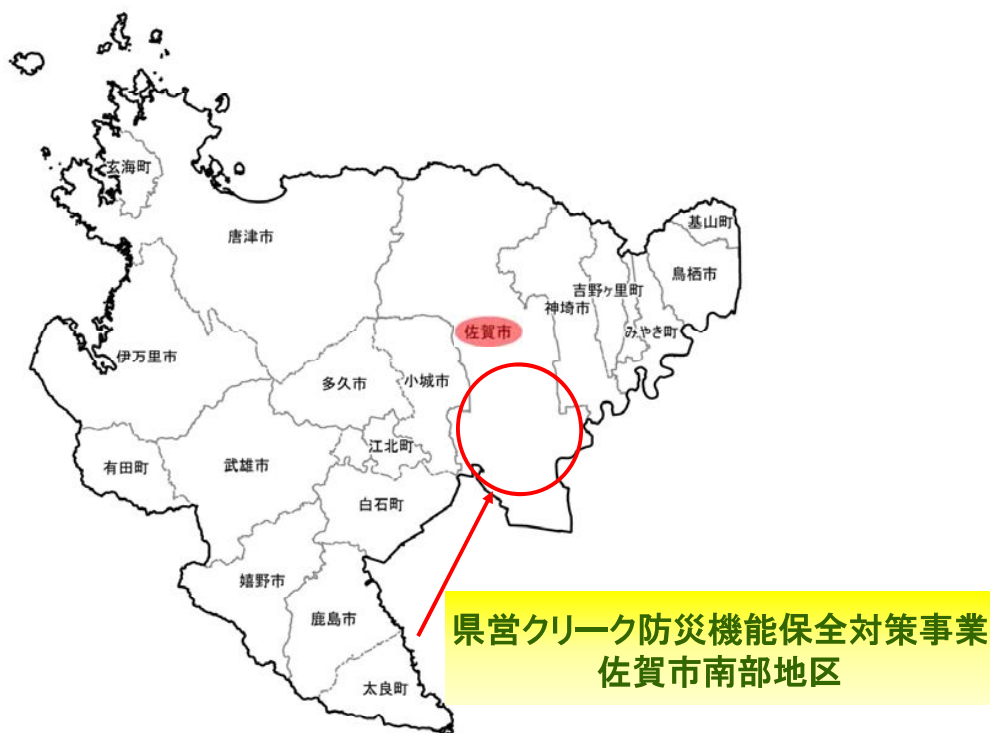 玄海町
唐津市
基山町
鳥栖市
吉野ヶ里町
神埼市
みやき町
佐賀市
伊万里市
多久市
小城市
江北町
有田町
武雄市
白石町
嬉野市
鹿島市
太良町
県営クリーク防災機能保全対策事業
佐賀市南部地区